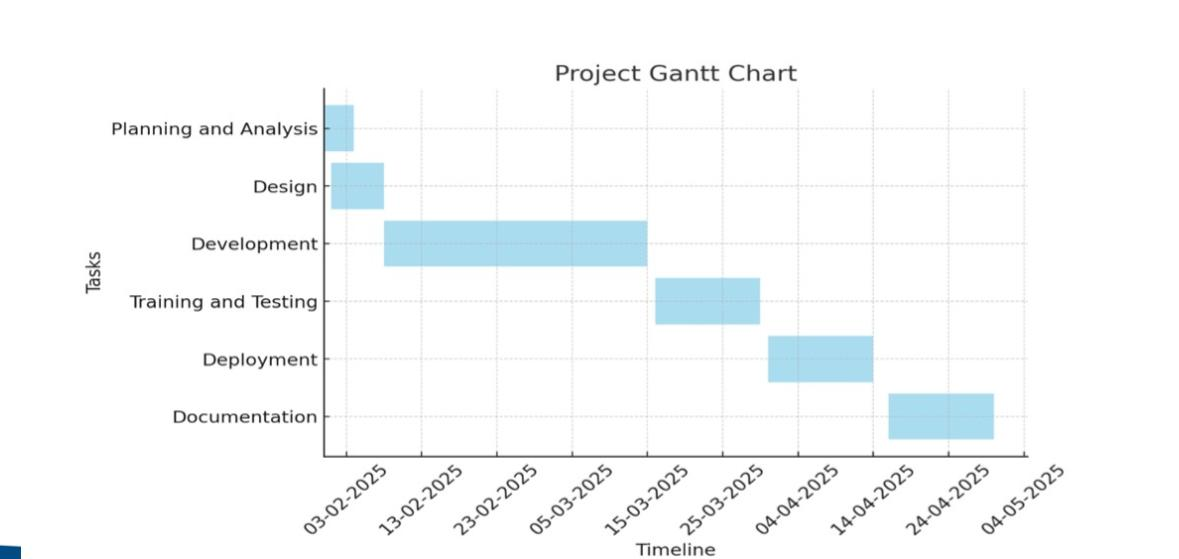 Project Gantt Chart
Planning and Analysis
Design
Development
Training and Testing
Deployment
Documentation
Tasks
03-02-2025
13-02-2025
23-02-2025
05-03-2025
15-03-2025
25-03-2025
04-04-2025
14-04-2025
24-04-2025
04-05-2025
Timeline